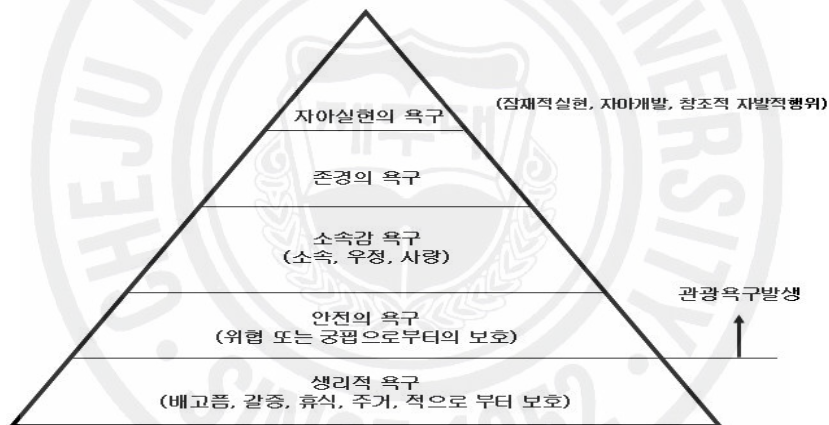 자아실현의 욕구
(잠재적실현, 자아개발, 창조적 자발적행위)
존경의 욕구
소속감 욕구
(소속, 우정, 사랑)
관광욕구발생
안전의 욕구
(위협 또는 궁핍으로부터의 보호)
생리적 욕구
(배고픔, 갈증, 휴식, 주거, 적으로 부터 보호)